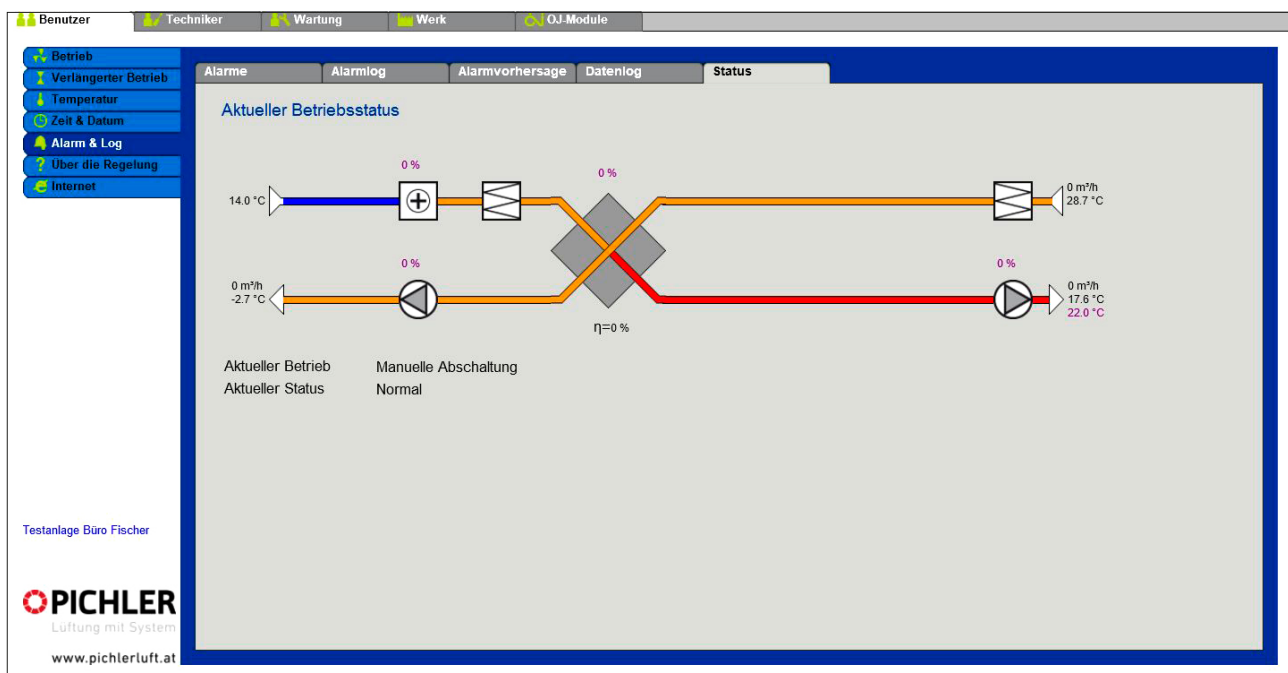 Benutzer
Techniker
Wartung
Werk
OJ-Module
Betrieb
Verlängerter Betrieb
Temperatur
Zeit & Datum
Alarm & Log
Über die Regelung
Internet
Alarme
Alarmlog
Alarmvorhersage
Datenlog
Status
Aktueller Betriebsstatus
0 %
0 %
14.0 °C
0 m³/h
28.7 °C
0 %
0 %
0 m³/h
-2.7 °C
0 m³/h
17.6 °C
22.0 °C
η=0 %
Aktueller Betrieb Manuelle Abschaltung
Aktueller Status Normal
Testanlage Büro Fischer
PICHLER
Lüftung mit System
www.pichlerluft.at